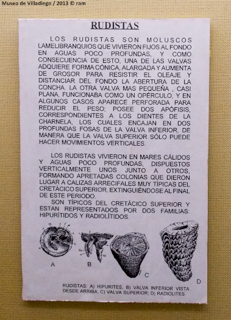 Museo de Villadiego / 2013 © ram
RUDISTAS
LOS RUDISTAS SON MOLUSCOS
LAMELIBRANQUIOS QUE VIVIERON FIJOS AL FONDO
EN AGUAS POCO PROFUNDAS, Y COMO
CONSECUENCIA DE ESTO, UNA DE LAS VALVAS
ADQUIERE FORMA CÓNICA, ALARGADA Y AUMENTA
DE GROSOR PARA RESISTIR EL OLEAJE Y
DISTANCIAR DEL FONDO LA ABERTURA DE LA
CONCHA. LA OTRA VALVA MAS PEQUEÑA , CASI
PLANA, FUNCIONABA COMO UN OPÉRCULO, Y EN
ALGUNOS CASOS APARECE PERFORADA PARA
REDUCIR EL PESO; POSEE DOS APÓFISIS,
CORRESPONDIENTES A LOS DIENTES DE LA
CHARNELA, LOS CUALES ENCAJAN EN DOS
PROFUNDAS FOSAS DE LA VALVA INFERIOR, DE
MANERA QUE LA VALVA SUPERIOR SÓLO PUEDE
HACER MOVIMIENTOS VERTICALES.
LOS RUDISTAS VIVIERON EN MARES CÁLIDOS
Y AGUAS POCO PROFUNDAS, DISPUESTOS
VERTICALMENTE UNOS JUNTO A OTROS,
FORMANDO APRETADAS COLONIAS QUE DIERON
LUGAR A CALIZAS ARRECIFALES MUY TÍPICAS DEL
CRETÁCICO SUPERIOR, EXTINGUIÉNDOSE AL FINAL
DE ESTE PERIODO.
SON TÍPICOS DEL CRETÁCICO SUPERIOR Y
ESTAN REPRESENTADOS POR DOS FAMILIAS:
HIPURÍTIDOS Y RADIOLÍTIDOS.
A
B
C
D
RUDISTAS: A) HIPURITES, B) VALVA INFERIOR VISTA
DESDE ARRIBA, C) VALVA SUPERIOR; D) RADIOLITES